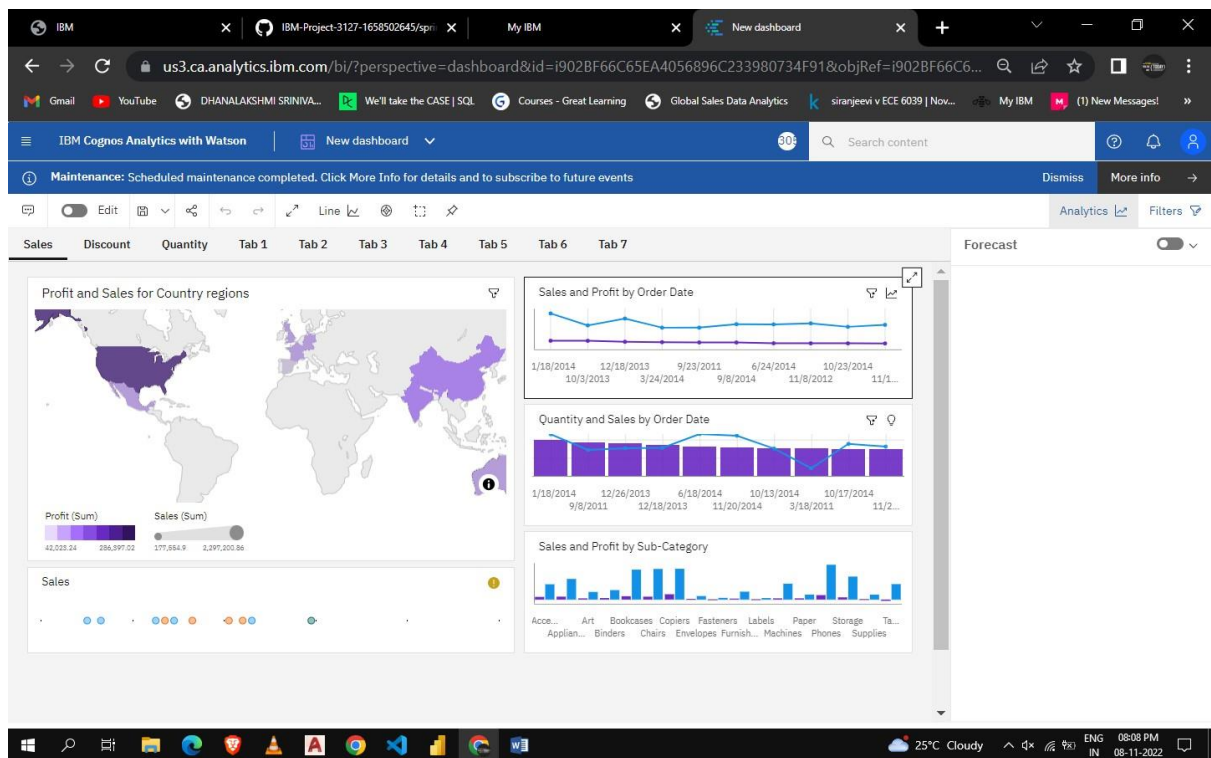 IBM IBM-Project-3127-1658502645/spri My IBM New dashboard
us3.ca.analytics.ibm.com/bi/?perspective=dashboard&id=i902BF66C65EA4056896C233980734F91&objRef=i902BF66C6...
Gmail YouTube DHANALAKSHMI SRINIVA... We'll take the CASE | SQL Courses - Great Learning Global Sales Data Analytics siranjeevi v ECE 6039 | Nov... My IBM (1) New Messages! »
IBM Cognos Analytics with Watson New dashboard Search content
Maintenance: Scheduled maintenance completed. Click More Info for details and to subscribe to future events Dismiss More info
Edit Line Analytics Filters
Sales Discount Quantity Tab 1 Tab 2 Tab 3 Tab 4 Tab 5 Tab 6 Tab 7 Forecast
Profit and Sales for Country regions
Profit (Sum) Sales (Sum)
42,023.24 286,397.02 177,554.9 2,297,200.86
Sales
Sales and Profit by Order Date
1/18/2014 12/18/2013 9/23/2011 6/24/2014 10/23/2014
10/3/2013 3/24/2014 9/8/2014 11/8/2012 11/1...
Quantity and Sales by Order Date
1/18/2014 12/26/2013 6/18/2014 10/13/2014 10/17/2014
9/8/2011 12/18/2013 11/20/2014 3/18/2011 11/2...
Sales and Profit by Sub-Category
Acce... Art Bookcases Copiers Fasteners Labels Paper Storage Ta...
Applian... Binders Chairs Envelopes Furnish... Machines Phones Supplies
25°C Cloudy ENG 08:08 PM
IN 08-11-2022